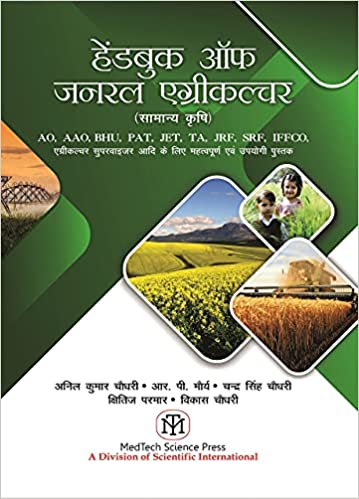 हेंडबुक ऑफ
जनरल एग्रीकल्चर
(सामान्य कृषि)
AO, AAO, BHU, PAT, JET, TA, JRF, SRF, IFFCO,
एग्रीकल्चर सुपरवाइजर आदि के लिए महत्वपूर्ण एवं उपयोगी पुस्तक
अनिल कुमार चौधरी • आर. पी. मौर्य • चन्द्र सिंह चौधरी
क्षितिज परमार • विकास चौधरी
MedTech Science Press
A Division of Scientific International